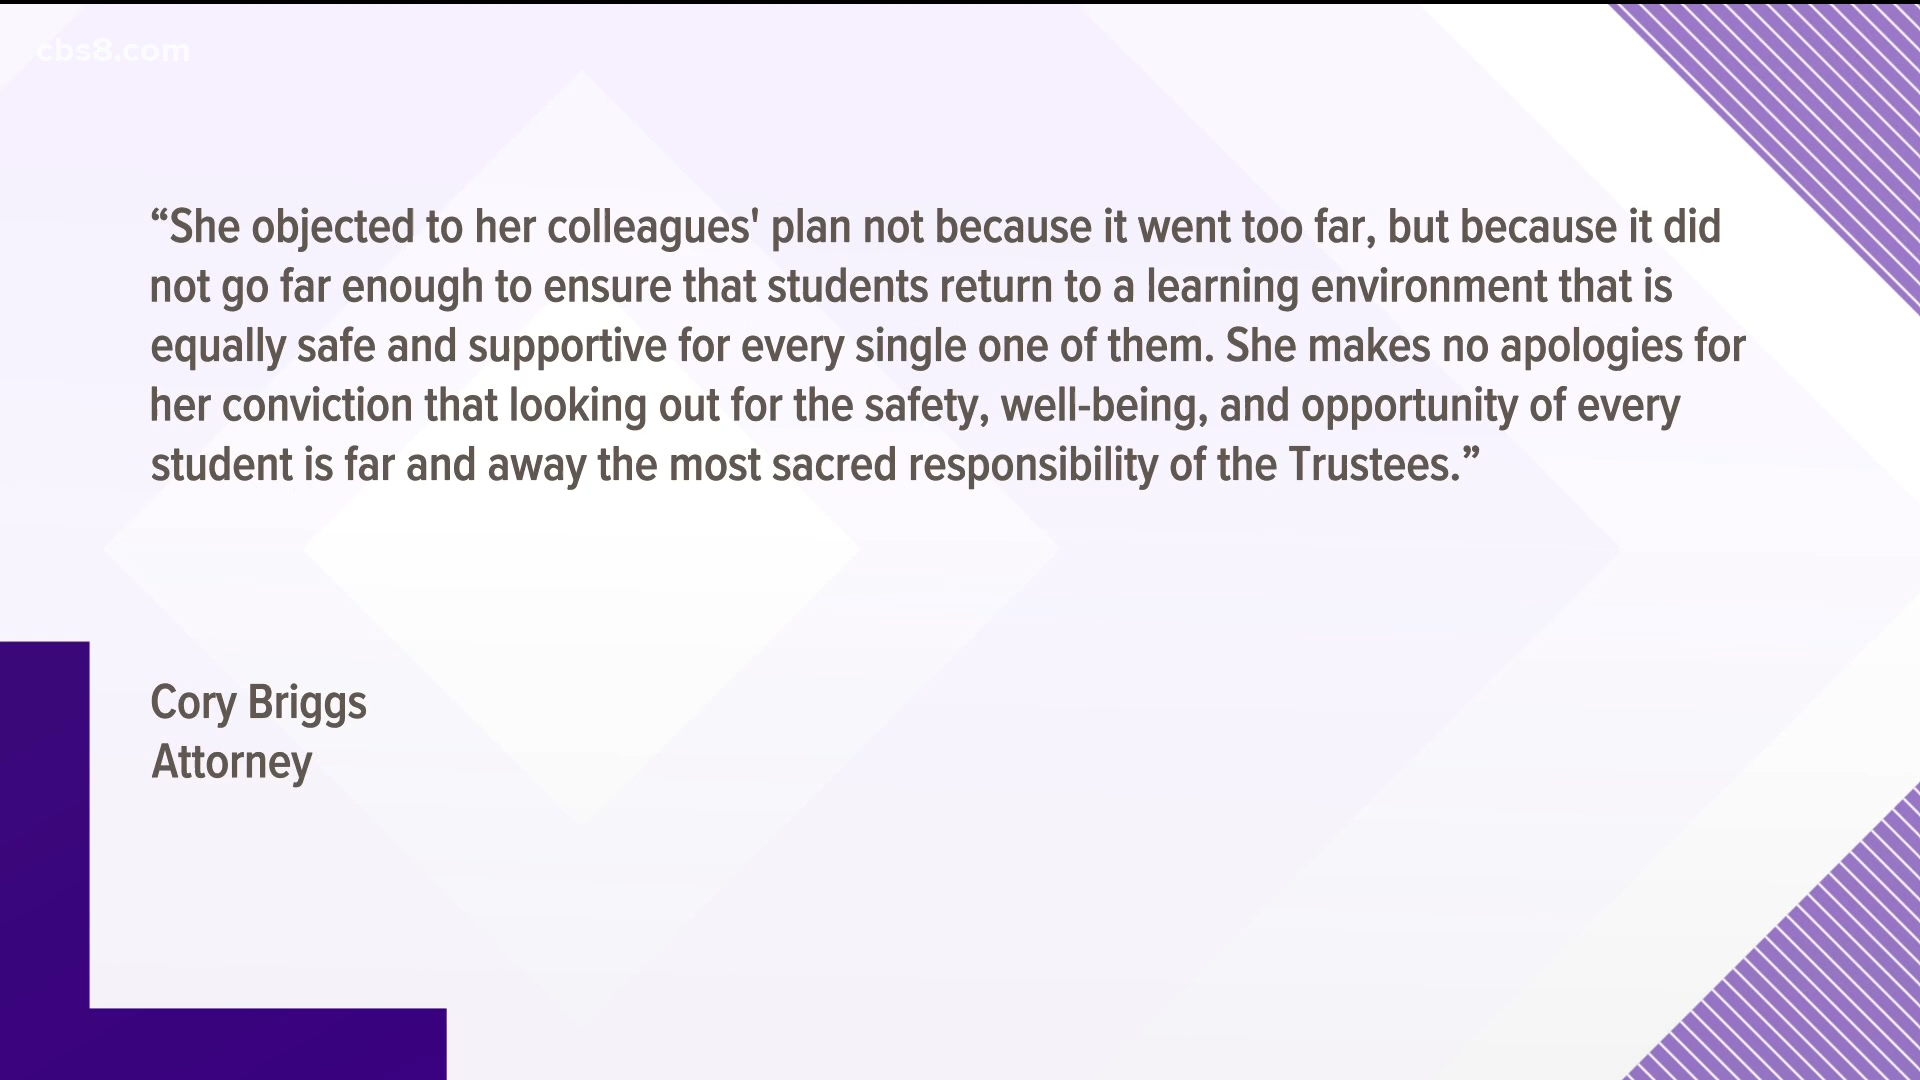 cbs8.com
“She objected to her colleagues' plan not because it went too far, but because it did
not go far enough to ensure that students return to a learning environment that is
equally safe and supportive for every single one of them. She makes no apologies for
her conviction that looking out for the safety, well-being, and opportunity of every
student is far and away the most sacred responsibility of the Trustees.”
Cory Briggs
Attorney